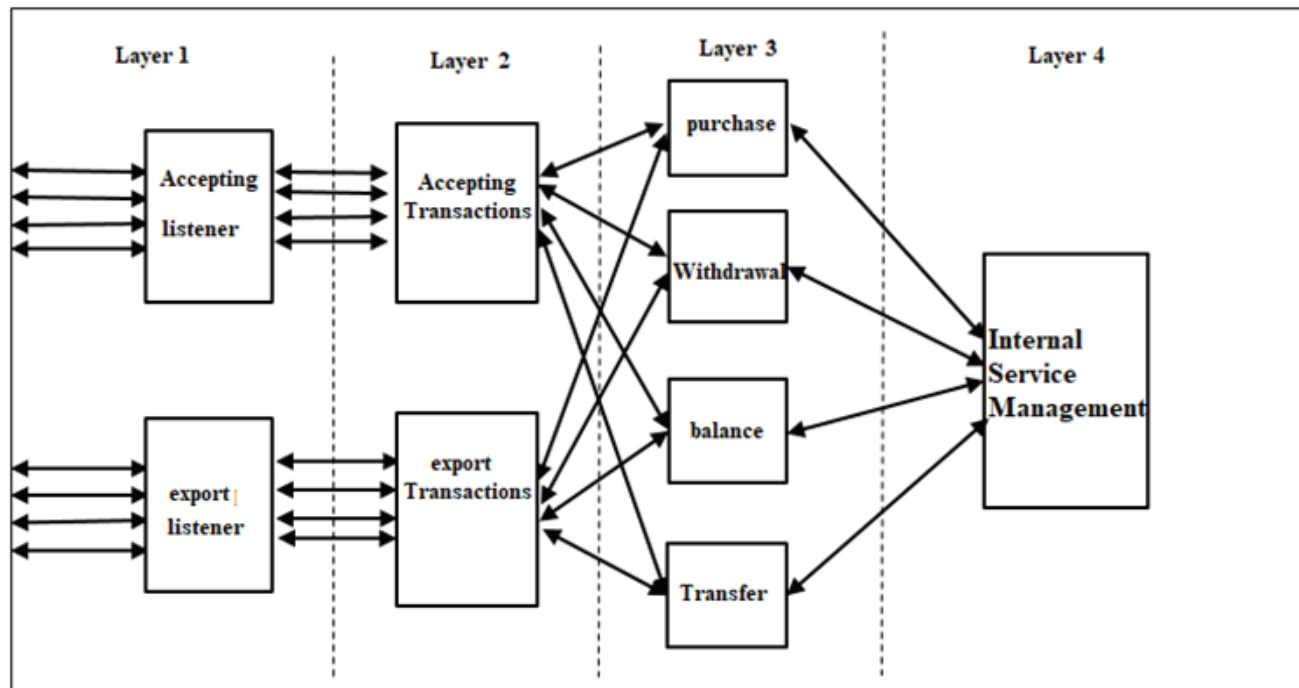 Layer 1
Layer 2
Layer 3
Layer 4
Accepting
listener
Accepting
Transactions
purchase
Withdrawal
balance
Transfer
export
listener
export
Transactions
Internal
Service
Management